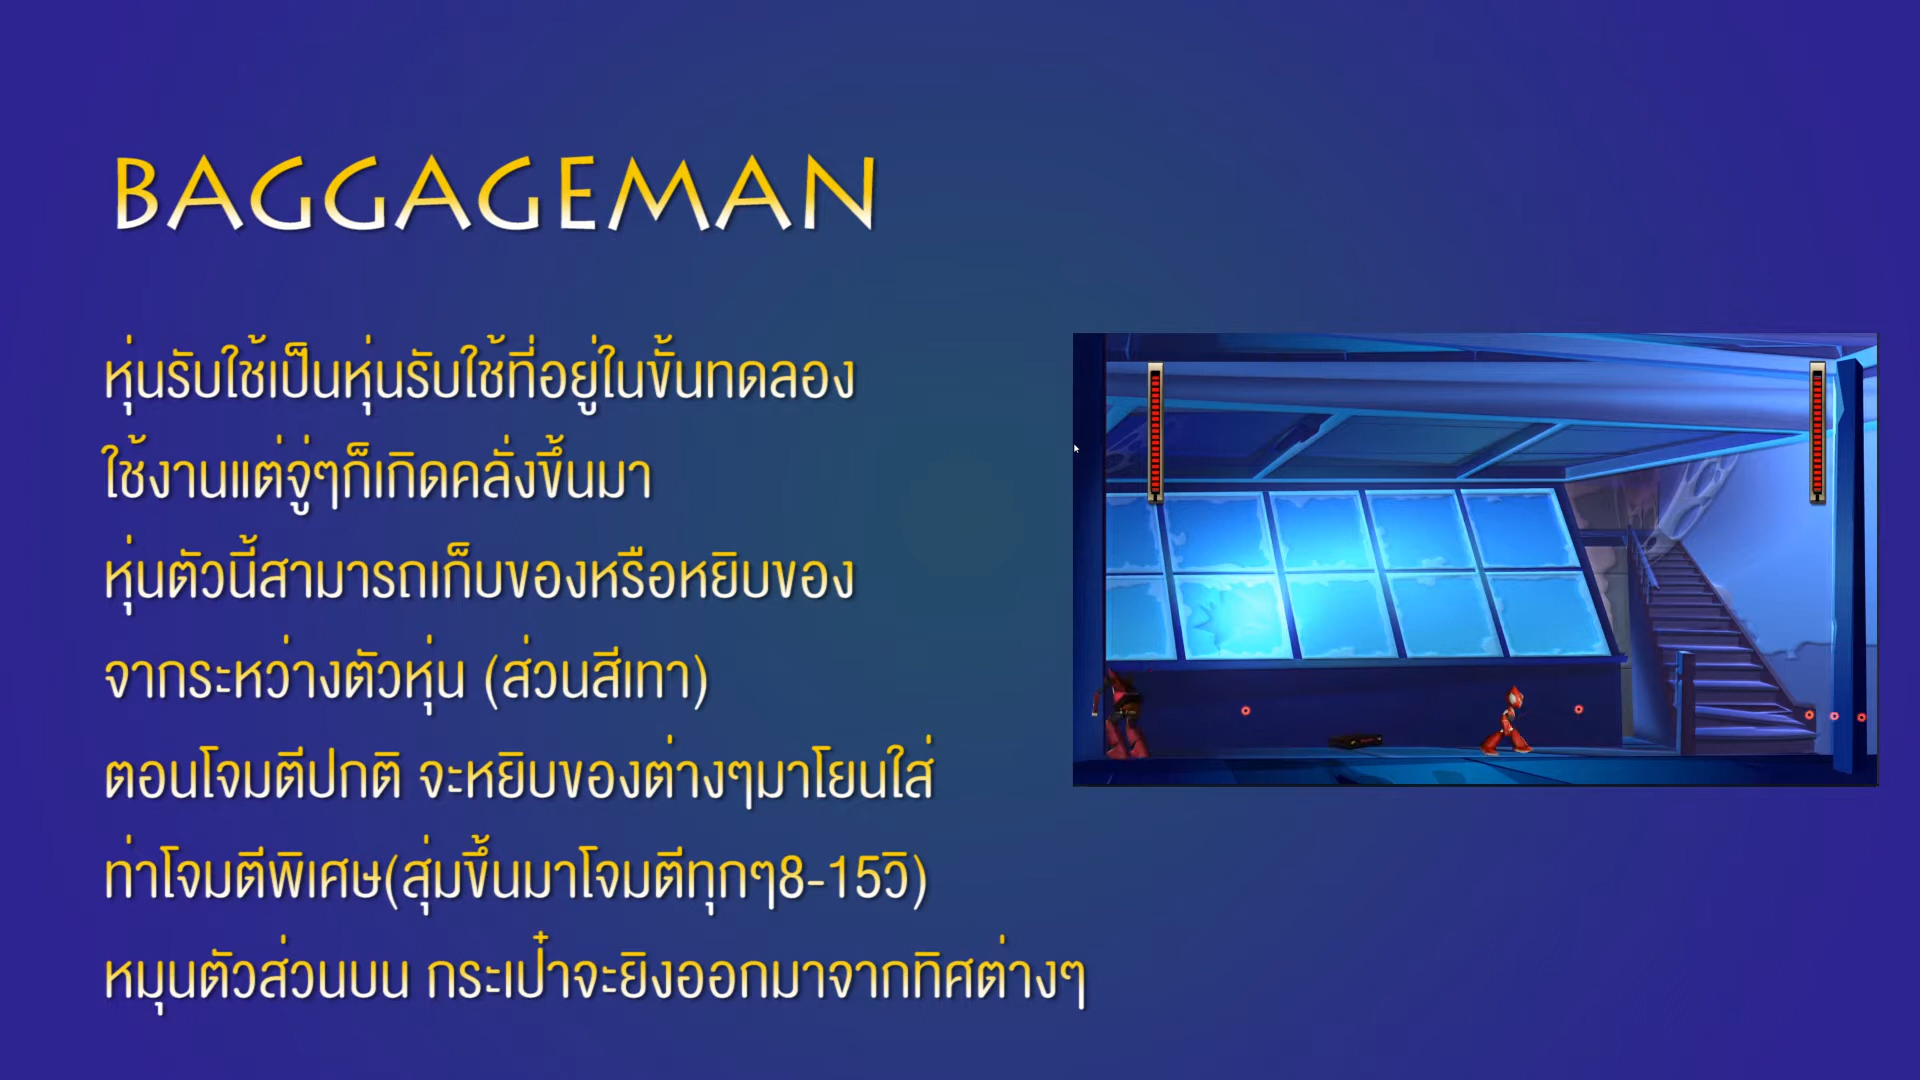 BAGGAGEMAN
หุ่นรับใช้เป็นหุ่นรับใช้ที่อยู่ในขั้นทดลอง
ใช้งานแต่จู่ๆก็เกิดคลั่งขึ้นมา
หุ่นตัวนี้สามารถเก็บของหรือหยิบของ
จากระหว่างตัวหุ่น (ส่วนสีเทา)
ตอนโจมตีปกติ จะหยิบของต่างๆมาโยนใส่
ท่าโจมตีพิเศษ(สุ่มขึ้นมาโจมตีทุกๆ8-15วิ)
หมุนตัวส่วนบน กระเป๋าจะยิงออกมาจากทิศต่างๆ